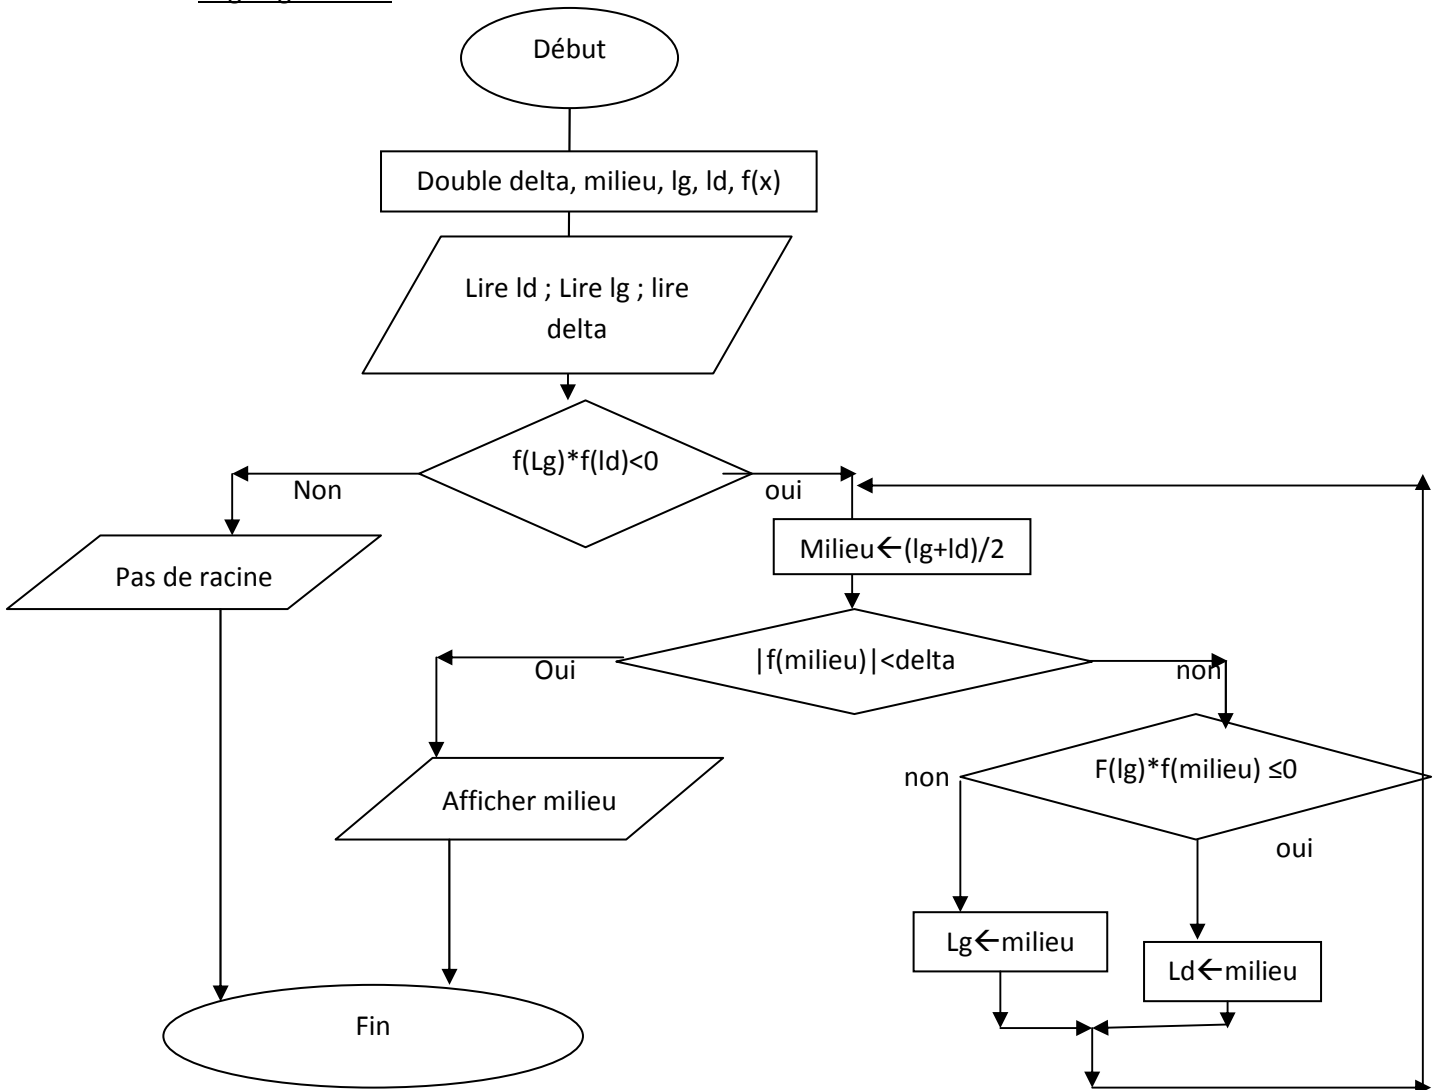 Début
Double delta, milieu, lg, ld, f(x)
Lire ld ; Lire lg ; lire
delta
f(Lg)*f(ld)<0
Non
oui
Milieu←(lg+ld)/2
Pas de racine
|f(milieu)|<delta
Oui
non
F(lg)*f(milieu) ≤0
non
Afficher milieu
oui
Lg←milieu
Ld←milieu
Fin